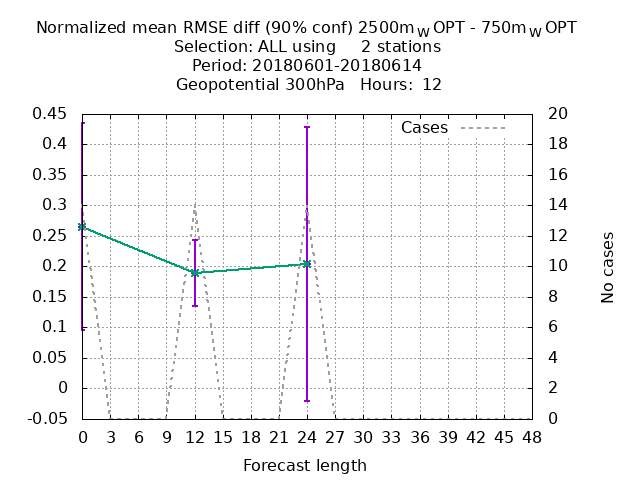 Normalized mean RMSE diff (90% conf) 2500m W OPT - 750m W OPT
Selection: ALL using     2 stations
Period: 20180601-20180614
Geopotential 300hPa   Hours:  12
Cases
0.45
0.4
0.35
0.3
0.25
0.2
0.15
0.1
0.05
0
-0.05
20
18
16
14
12
10
8
6
4
2
0
No cases
0 3 6 9 12 15 18 21 24 27 30 33 36 39 42 45 48
Forecast length